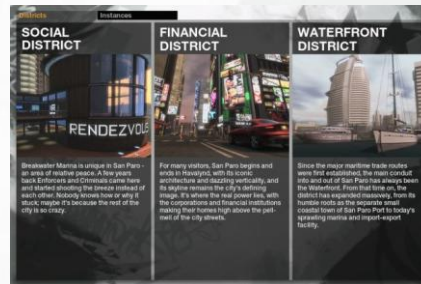 Districts
Instances
SOCIAL
DISTRICT
RENDEZVOUS
Breakwater Marina is unique in San Paro -
an area of relative peace. A few years
back Enforcers and Criminals came here
and started shooting the breeze instead of
each other. Nobody knows how or why it
stuck; maybe it's because the rest of the
city is so crazy.
FINANCIAL
DISTRICT
For many visitors, San Paro begins and
ends in Havalynd, with its iconic
architecture and dazzling verticality, and
its skyline remains the city's defining
image. It's where the real power lies, with
the corporations and financial institutions
making their homes high above the pell-
mell of the city streets.
WATERFRONT
DISTRICT
Since the major maritime trade routes
were first established, the main conduit
into and out of San Paro has always been
the Waterfront. From that time on, the
district has expanded massively, from its
humble roots as the separate small
coastal town of San Paro Port to today's
sprawling marina and import-export
facility.